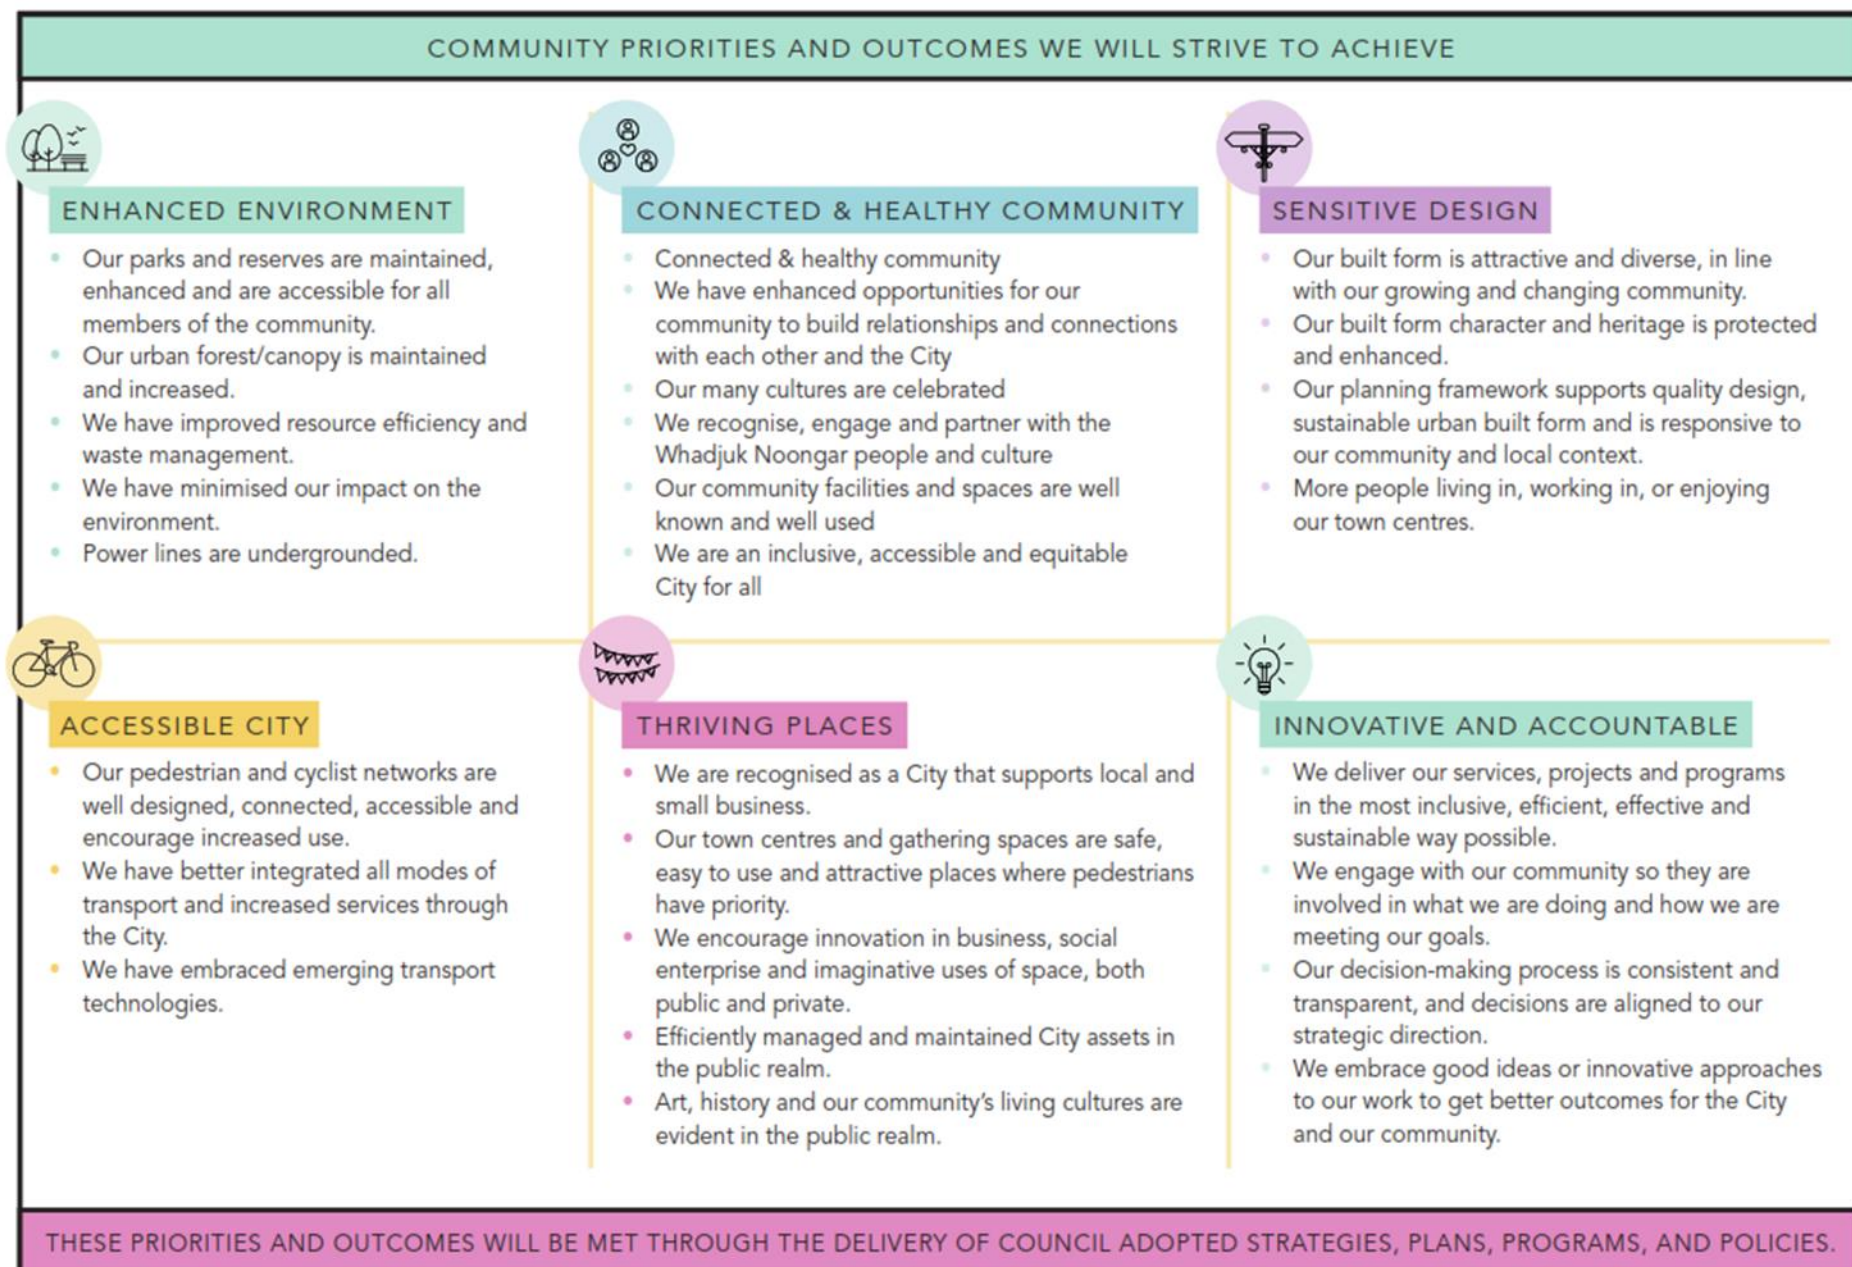 COMMUNITY PRIORITIES AND OUTCOMES WE WILL STRIVE TO ACHIEVE
ENHANCED ENVIRONMENT
• Our parks and reserves are maintained,
enhanced and are accessible for all
members of the community.
• Our urban forest/canopy is maintained
and increased.
• We have improved resource efficiency and
waste management.
• We have minimised our impact on the
environment.
• Power lines are undergrounded.
CONNECTED & HEALTHY COMMUNITY
• Connected & healthy community
• We have enhanced opportunities for our
community to build relationships and connections
with each other and the City
• Our many cultures are celebrated
• We recognise, engage and partner with the
Whadjuk Noongar people and culture
• Our community facilities and spaces are well
known and well used
• We are an inclusive, accessible and equitable
City for all
SENSITIVE DESIGN
• Our built form is attractive and diverse, in line
with our growing and changing community.
• Our built form character and heritage is protected
and enhanced.
• Our planning framework supports quality design,
sustainable urban built form and is responsive to
our community and local context.
• More people living in, working in, or enjoying
our town centres.
ACCESSIBLE CITY
• Our pedestrian and cyclist networks are
well designed, connected, accessible and
encourage increased use.
• We have better integrated all modes of
transport and increased services through
the City.
• We have embraced emerging transport
technologies.
THRIVING PLACES
• We are recognised as a City that supports local and
small business.
• Our town centres and gathering spaces are safe,
easy to use and attractive places where pedestrians
have priority.
• We encourage innovation in business, social
enterprise and imaginative uses of space, both
public and private.
• Efficiently managed and maintained City assets in
the public realm.
• Art, history and our community's living cultures are
evident in the public realm.
INNOVATIVE AND ACCOUNTABLE
• We deliver our services, projects and programs
in the most inclusive, efficient, effective and
sustainable way possible.
• We engage with our community so they are
involved in what we are doing and how we are
meeting our goals.
• Our decision-making process is consistent and
transparent, and decisions are aligned to our
strategic direction.
• We embrace good ideas or innovative approaches
to our work to get better outcomes for the City
and our community.
THESE PRIORITIES AND OUTCOMES WILL BE MET THROUGH THE DELIVERY OF COUNCIL ADOPTED STRATEGIES, PLANS, PROGRAMS, AND POLICIES.